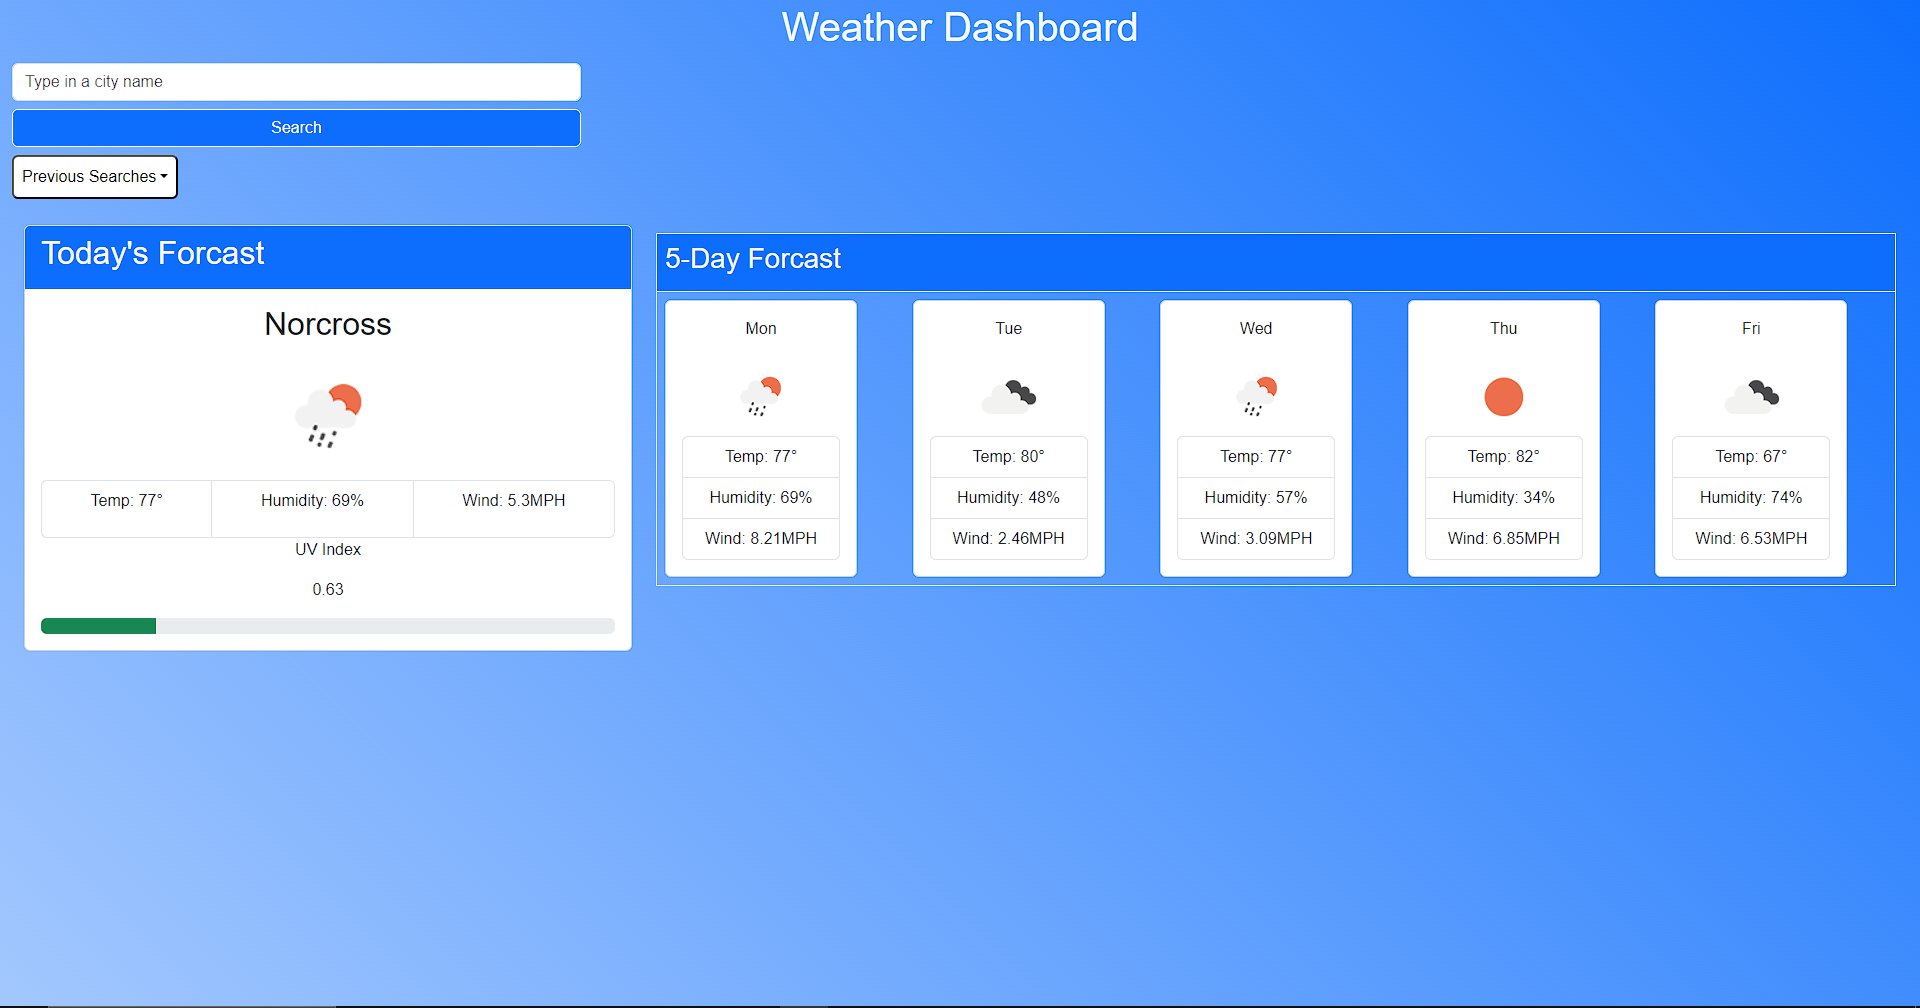 Weather Dashboard
Type in a city name
Search
Previous Searches
Today's Forcast
Norcross
Temp: 77°
Humidity: 69%
Wind: 5.3MPH
UV Index
0.63
5-Day Forcast
Mon
Temp: 77°
Humidity: 69%
Wind: 8.21MPH
Tue
Temp: 80°
Humidity: 48%
Wind: 2.46MPH
Wed
Temp: 77°
Humidity: 57%
Wind: 3.09MPH
Thu
Temp: 82°
Humidity: 34%
Wind: 6.85MPH
Fri
Temp: 67°
Humidity: 74%
Wind: 6.53MPH